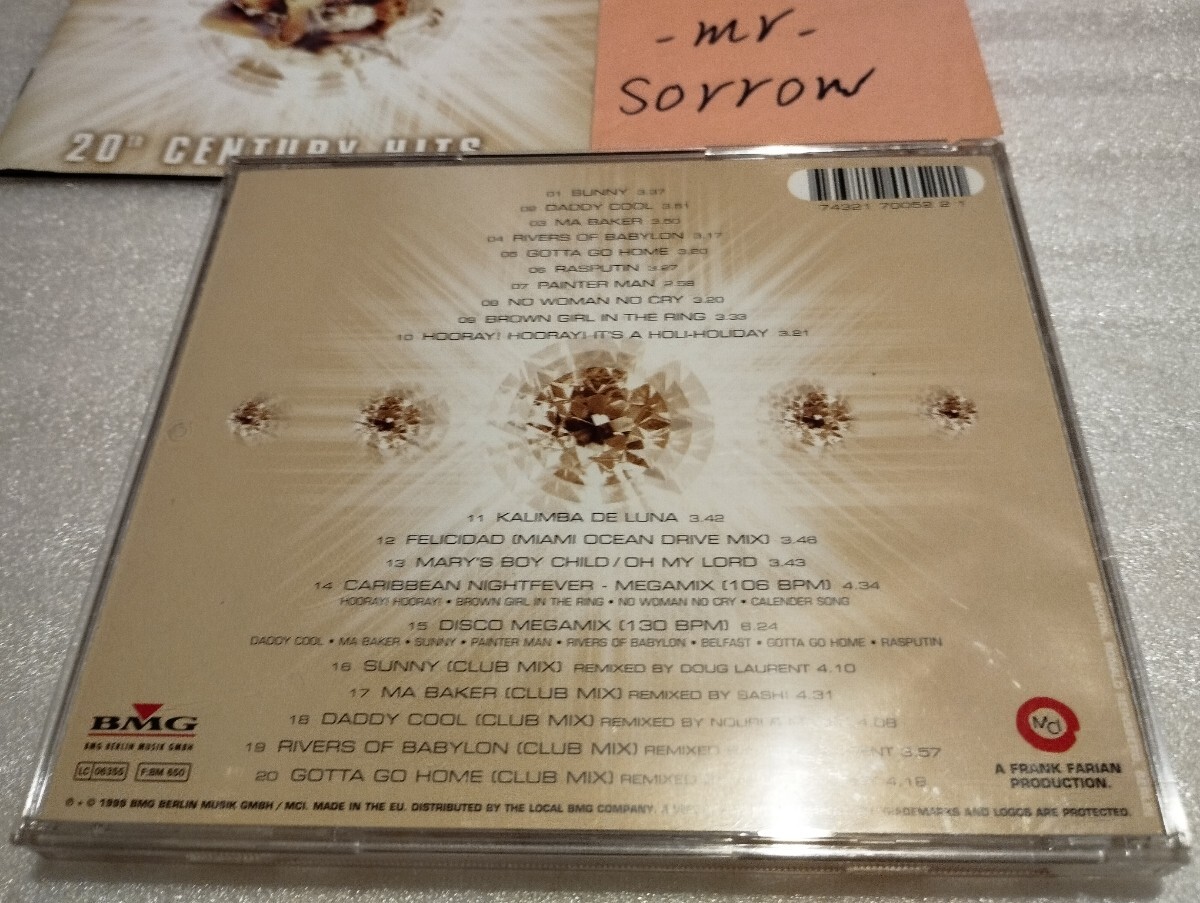 -mr-
sorrow
20TH CENTURY HITS
74321 70052 2 1
01 SUNNY 3.37
02 DADDY COOL 3.51
03 MA BAKER 3.50
04 RIVERS OF BABYLON 3.17
05 GOTTA GO HOME 3.20
06 RASPUTIN 3.27
07 PAINTER MAN 2.58
08 NO WOMAN NO CRY 3.20
09 BROWN GIRL IN THE RING 3.33
10 HOORAY! HOORAY! IT'S A HOLI-HOLIDAY 3.21
11 KALIMBA DE LUNA 3.42
12 FELICIDAD (MIAMI OCEAN DRIVE MIX) 3.46
13 MARY'S BOY CHILD/OH MY LORD 3.43
14 CARIBBEAN NIGHTFEVER - MEGAMIX (106 BPM) 4.34
HOORAY! HOORAY! • BROWN GIRL IN THE RING • NO WOMAN NO CRY • CALENDER SONG
15 DISCO MEGAMIX (130 BPM) 6.24
DADDY COOL • MA BAKER • SUNNY • PAINTER MAN • RIVERS OF BABYLON • BELFAST • GOTTA GO HOME • RASPUTIN
16 SUNNY (CLUB MIX) REMIXED BY DOUG LAURENT 4.10
17 MA BAKER (CLUB MIX) REMIXED BY SASH! 4.31
18 DADDY COOL (CLUB MIX) REMIXED BY 4.08
19 RIVERS OF BABYLON (CLUB MIX) REMIXED 3.57
20 GOTTA GO HOME (CLUB MIX) REMIXED 4.18
BMG
BMG BERLIN MUSIK GMBH
LC 06355 F:BM 650
MCI
A FRANK FARIAN
PRODUCTION.
℗ + © 1999 BMG BERLIN MUSIK GMBH / MCI. MADE IN THE EU. DISTRIBUTED BY THE LOCAL BMG COMPANY. TRADEMARKS AND LOGOS ARE PROTECTED.